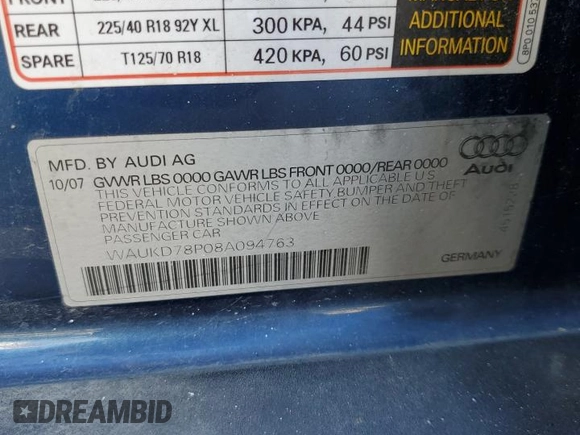 REAR 225/40 R18 92Y XL 300 KPA, 44 PSI
SPARE T125/70 R18 420 KPA, 60 PSI
ADDITIONAL
INFORMATION
8P0 010 53
MFD. BY AUDI AG
10/07 GVWR LBS 0000 GAWR LBS FRONT 0000/REAR 0000
THIS VEHICLE CONFORMS TO ALL APPLICABLE U S
FEDERAL MOTOR VEHICLE SAFETY BUMPER AND THEFT
PREVENTION STANDARDS IN EFFECT ON THE DATE OF
MANUFACTURE SHOWN ABOVE
PASSENGER CAR
WAUKD78P08A094763
Audi
GERMANY
DREAMBID